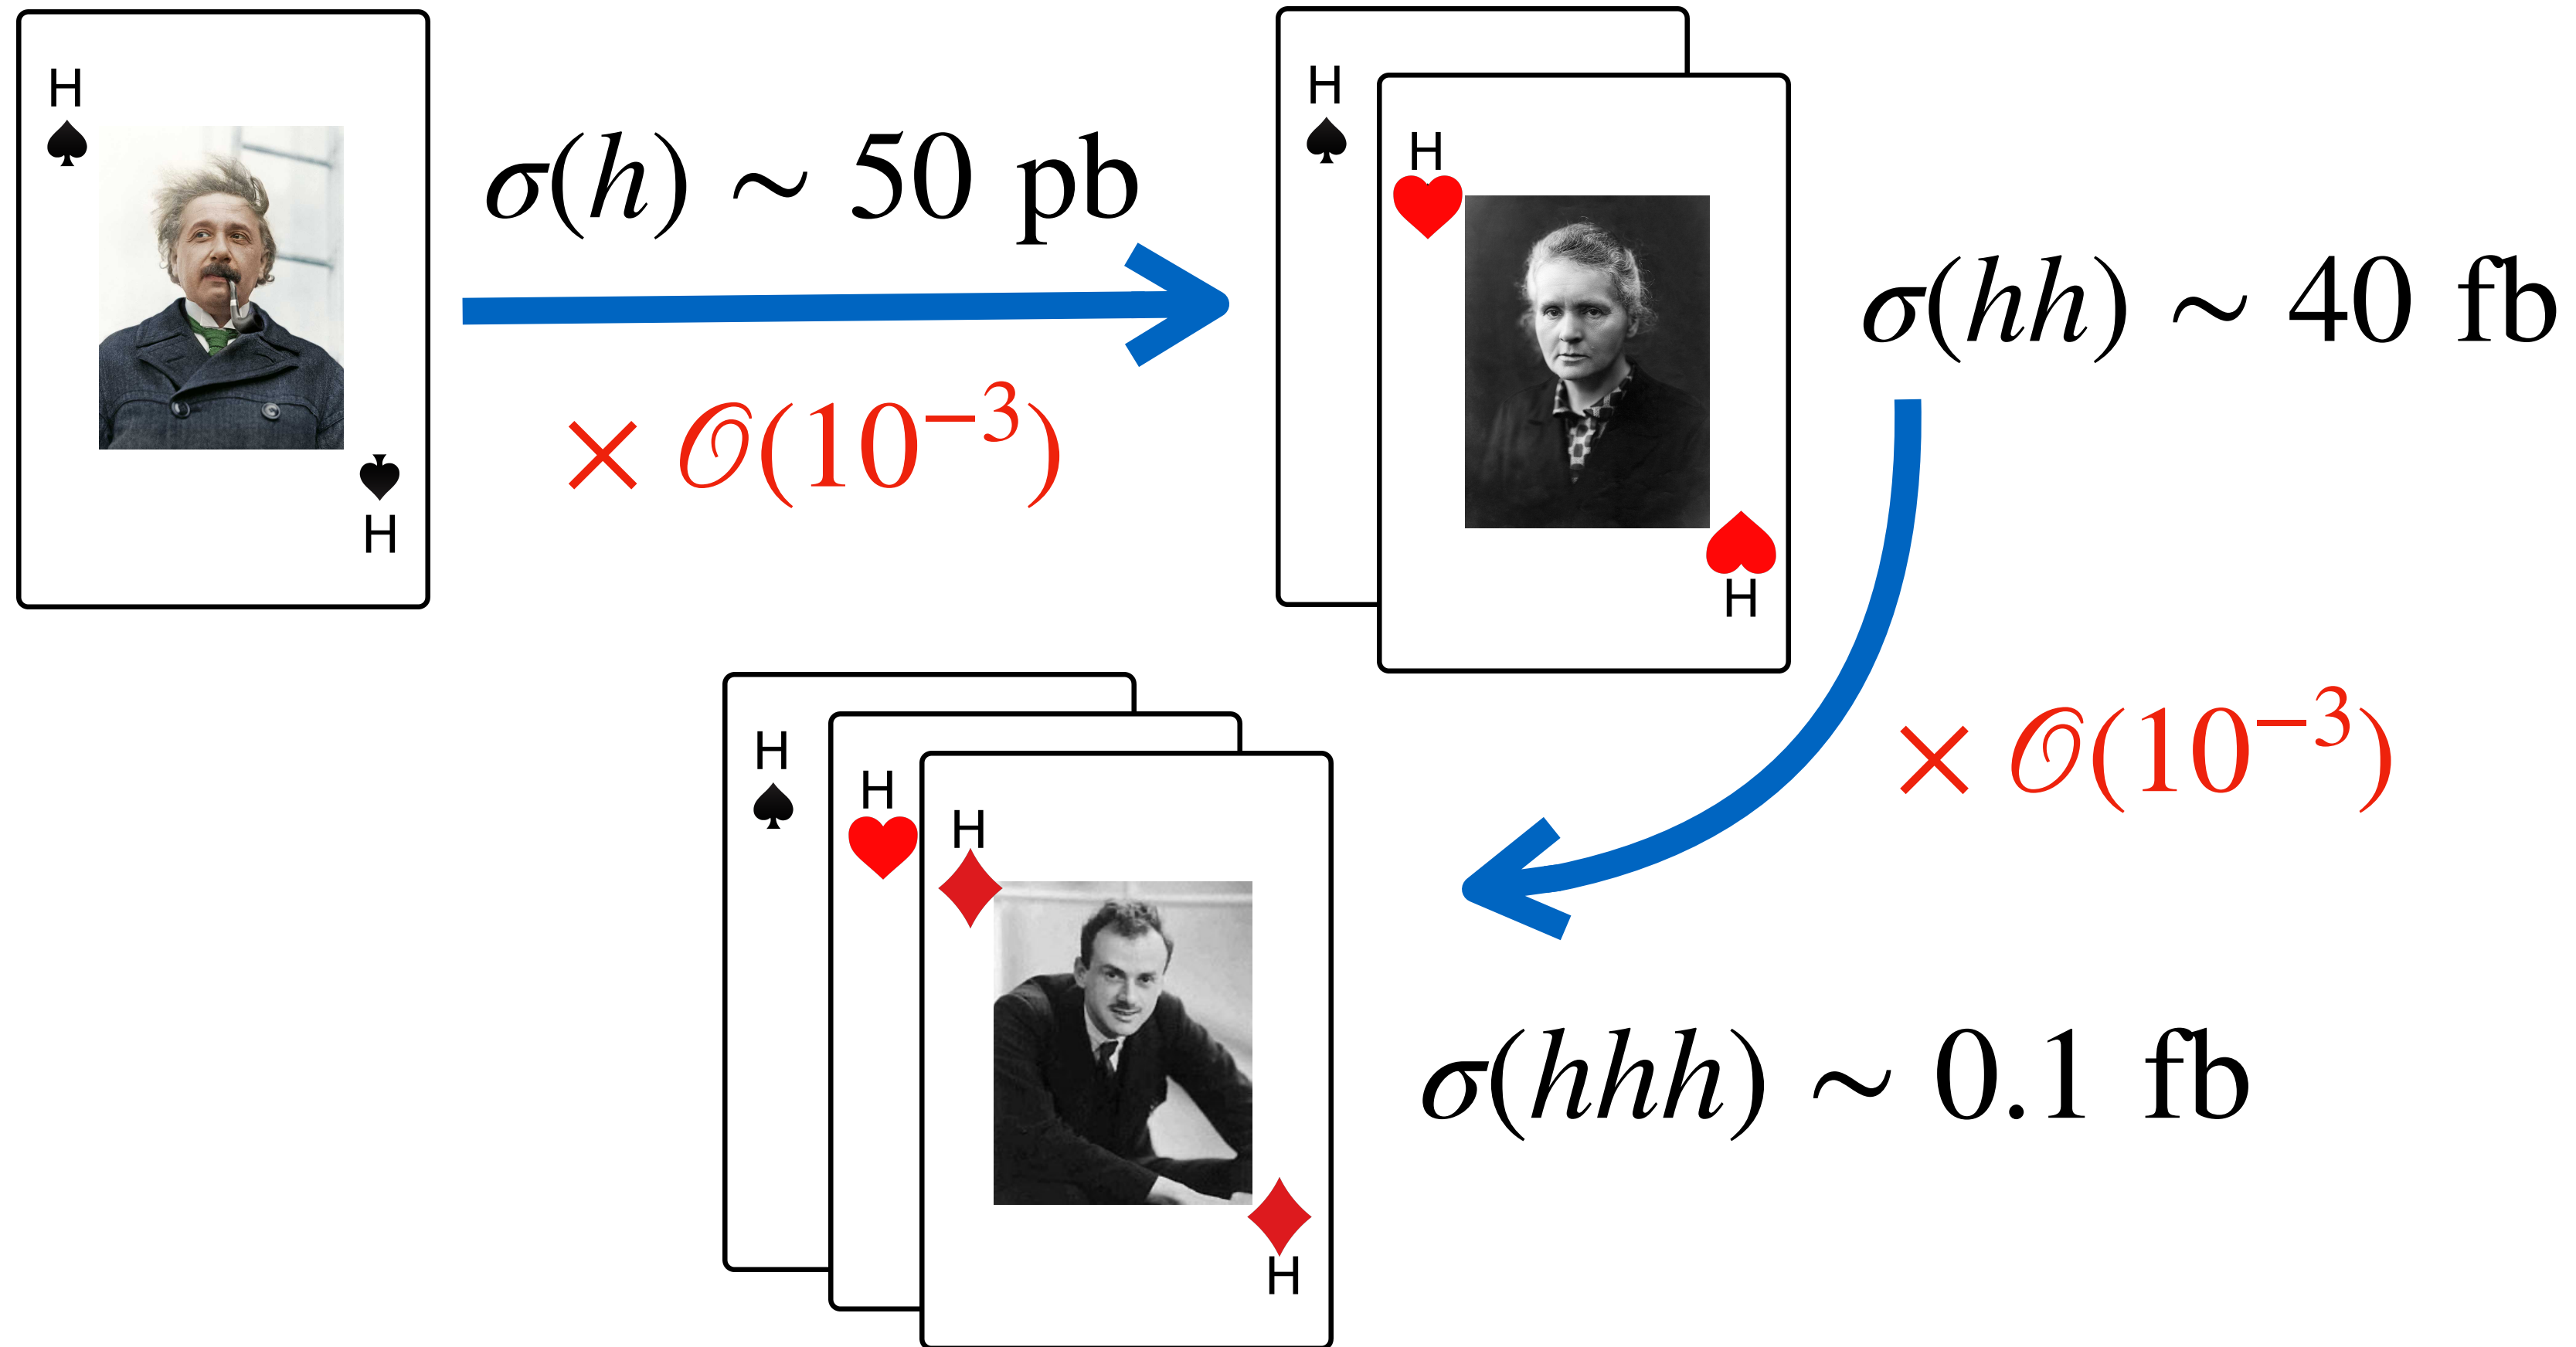 H
♠
σ(h) ~ 50 pb
× 𝒪(10⁻³)
♠
H
H
♠
H
♥
♥
H
σ(hh) ~ 40 fb
× 𝒪(10⁻³)
H
♠
H
♥
H
♦
♦
H
σ(hhh) ~ 0.1 fb